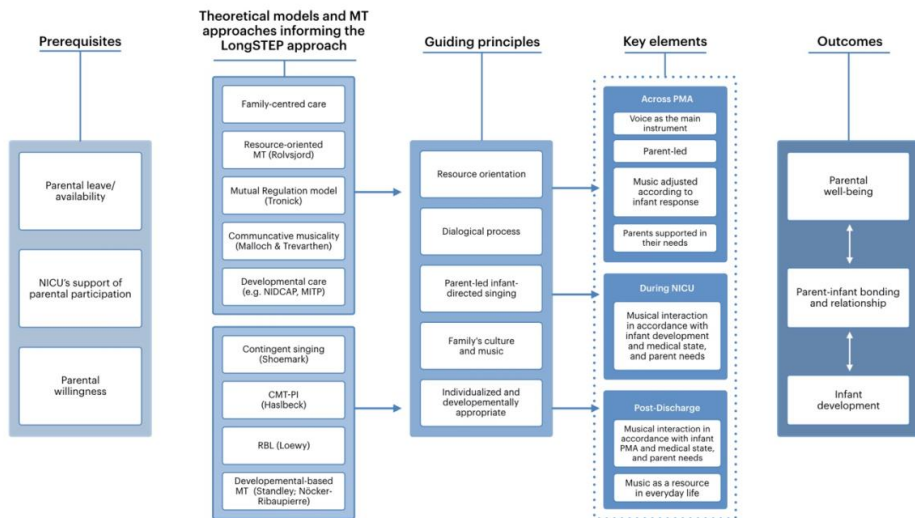 Prerequisites
Theoretical models and MT
approaches informing the
LongSTEP approach
Guiding principles
Key elements
Outcomes
Parental leave/
availability
NICU's support of
parental participation
Parental
willingness
Family-centred care
Resource-oriented
MT (Rolvsjord)
Mutual Regulation model
(Tronick)
Communcative musicality
(Malloch & Trevarthen)
Developmental care
(e.g. NIDCAP, MITP)
Contingent singing
(Shoemark)
CMT-PI
(Haslbeck)
RBL (Loewy)
Developemental-based
MT (Standley; Nöcker-
Ribaupierre)
Resource orientation
Dialogical process
Parent-led infant-
directed singing
Family's culture
and music
Individualized and
developmentally
appropriate
Across PMA
Voice as the main
instrument
Parent-led
Music adjusted
according to
infant response
Parents supported in
their needs
During NICU
Musical interaction
in accordance with
infant development
and medical state,
and parent needs
Post-Discharge
Musical interaction in
accordance with infant
PMA and medical state,
and parent needs
Music as a resource
in everyday life
Parental
well-being
Parent-infant bonding
and relationship
Infant
development